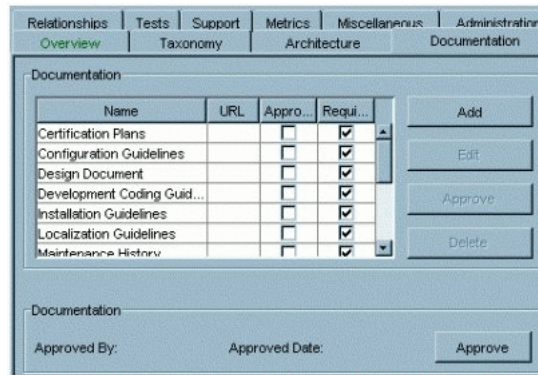 Relationships Tests Support Metrics Miscellaneous Administration
Overview Taxonomy Architecture Documentation
Documentation
Name URL Appro... Requi...
Add
Certification Plans
Configuration Guidelines
Edit
Design Document
Development Coding Guid...
Approve
Installation Guidelines
Localization Guidelines
Delete
Maintenance History
Documentation
Approved By: Approved Date: Approve